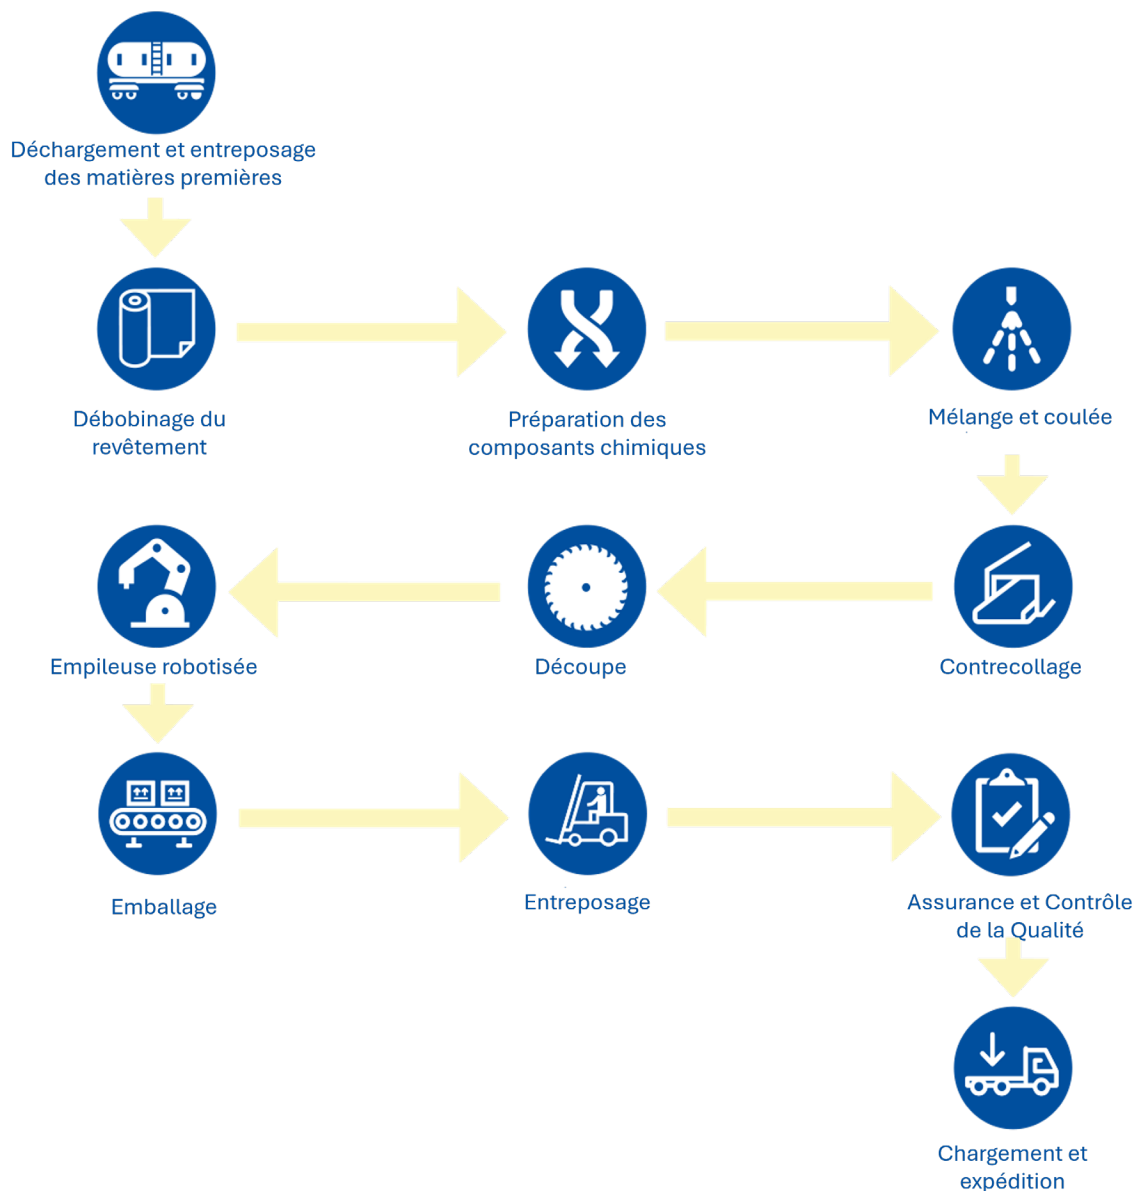 Déchargement et entreposage
des matières premières
Débobinage du
revêtement
Préparation des
composants chimiques
Mélange et coulée
Empileuse robotisée
Découpe
Contrecollage
Emballage
Entreposage
Assurance et Contrôle
de la Qualité
Chargement et
expédition